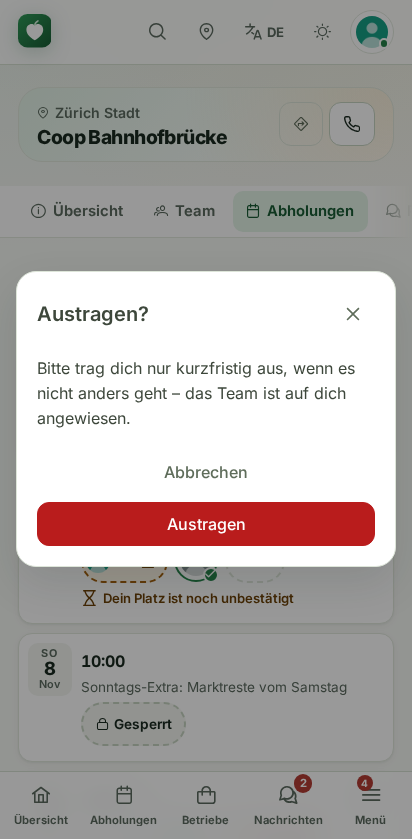 DE
Zürich Stadt
Coop Bahnhofbrücke
Übersicht
Team
Abholungen
Austragen?
Bitte trag dich nur kurzfristig aus, wenn es
nicht anders geht – das Team ist auf dich
angewiesen.
Abbrechen
Austragen
Dein Platz ist noch unbestätigt
SO
8
Nov
10:00
Sonntags-Extra: Marktreste vom Samstag
Gesperrt
2
4
Übersicht
Abholungen
Betriebe
Nachrichten
Menü